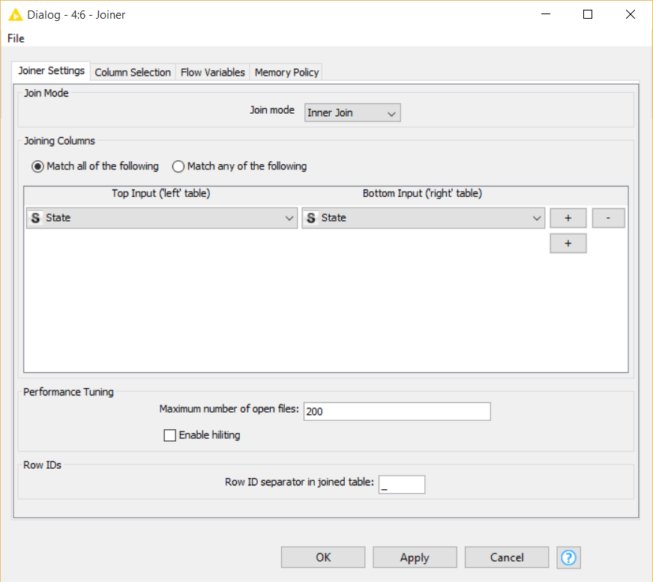 Dialog - 4:6 - Joiner
File
Joiner Settings Column Selection Flow Variables Memory Policy
Join Mode
Join mode Inner Join
Joining Columns
Match all of the following Match any of the following
Top Input ('left' table) Bottom Input ('right' table)
S State S State + -
+
Performance Tuning
Maximum number of open files: 200
Enable hiliting
Row IDs
Row ID separator in joined table: _
OK Apply Cancel ?